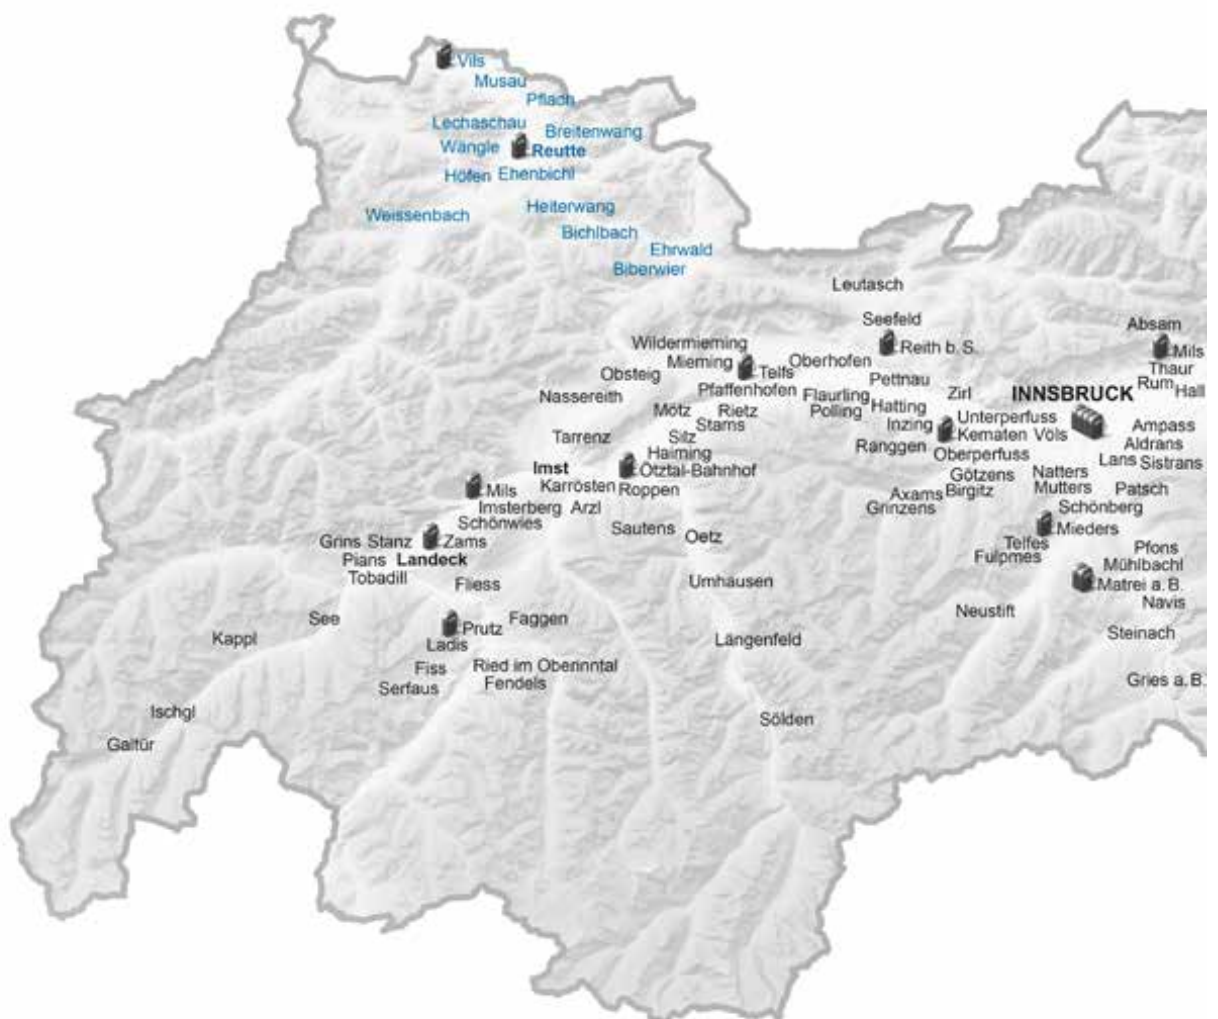 Vils
Musau
Pflach
Lechaschau
Breitenwang
Wängle
Reutte
Höfen
Ehenbichl
Weissenbach
Heiterwang
Bichlbach
Ehrwald
Biberwier
Leutasch
Seefeld
Absam
Wildermieming
Reith b. S.
Mils
Mieming
Oberhofen
Thaur
Obsteig
Telfs
Pettnau
Rum
Hall
Pfaffenhofen
Zirl
INNSBRUCK
Nassereith
Flaurling
Hatting
Mötz
Rietz
Polling
Unterperfuss
Stams
Inzing
Ampass
Tarrenz
Silz
Kematen
Völs
Ranggen
Aldrans
Haiming
Oberperfuss
Lans
Sistrans
Imst
Ötztal-Bahnhof
Götzens
Natters
Karrösten
Roppen
Mils
Axams
Birgitz
Mutters
Patsch
Imsterberg
Arzl
Grinzens
Schönberg
Schönwies
Sautens
Oetz
Mieders
Grins
Stanz
Zams
Telfes
Pfons
Pians
Landeck
Fulpmes
Mühlbachl
Tobadill
Fliess
Umhausen
Matrei a. B.
Navis
See
Faggen
Neustift
Prutz
Kappl
Ladis
Längenfeld
Steinach
Fiss
Ried im Oberinntal
Serfaus
Fendels
Gries a. B.
Ischgl
Sölden
Galtür